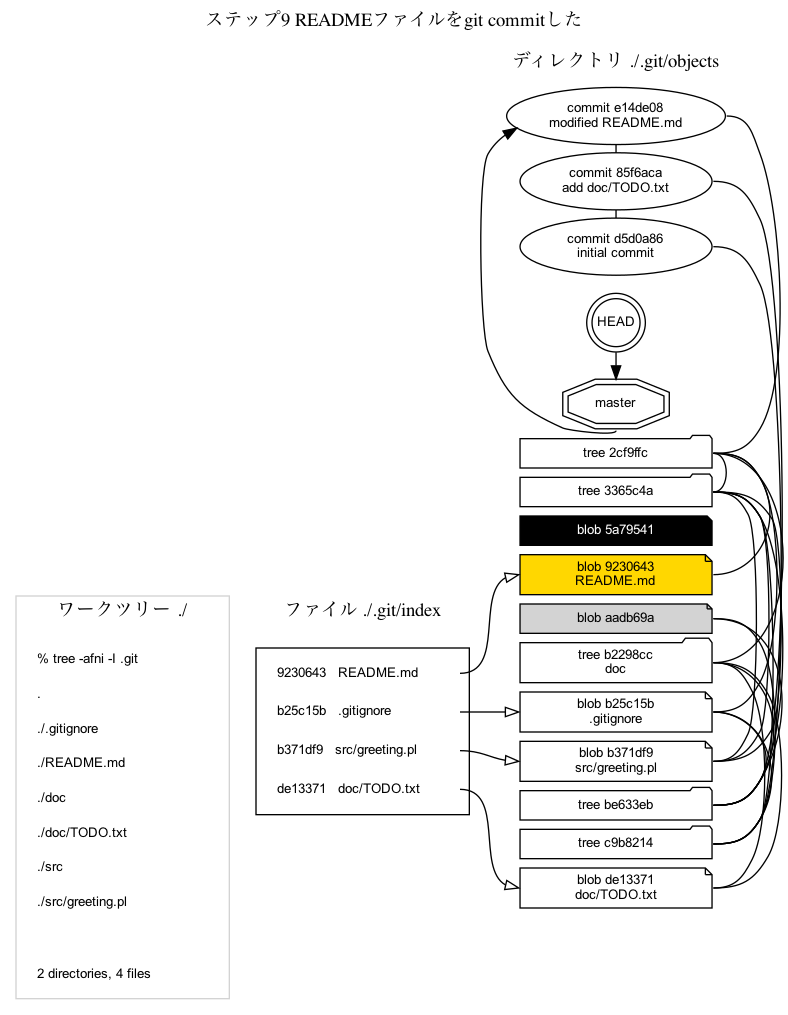 ステップ9 READMEファイルをgit commitした
ディレクトリ ./.git/objects
commit e14de08
modified README.md
commit 85f6aca
add doc/TODO.txt
commit d5d0a86
initial commit
HEAD
master
tree 2cf9ffc
tree 3365c4a
blob 5a79541
blob 9230643
README.md
blob aadb69a
tree b2298cc
doc
blob b25c15b
.gitignore
blob b371df9
src/greeting.pl
tree be633eb
tree c9b8214
blob de13371
doc/TODO.txt
ファイル ./.git/index
9230643 README.md
b25c15b .gitignore
b371df9 src/greeting.pl
de13371 doc/TODO.txt
ワークツリー ./
% tree -afni -I .git
.
./.gitignore
./README.md
./doc
./doc/TODO.txt
./src
./src/greeting.pl
2 directories, 4 files